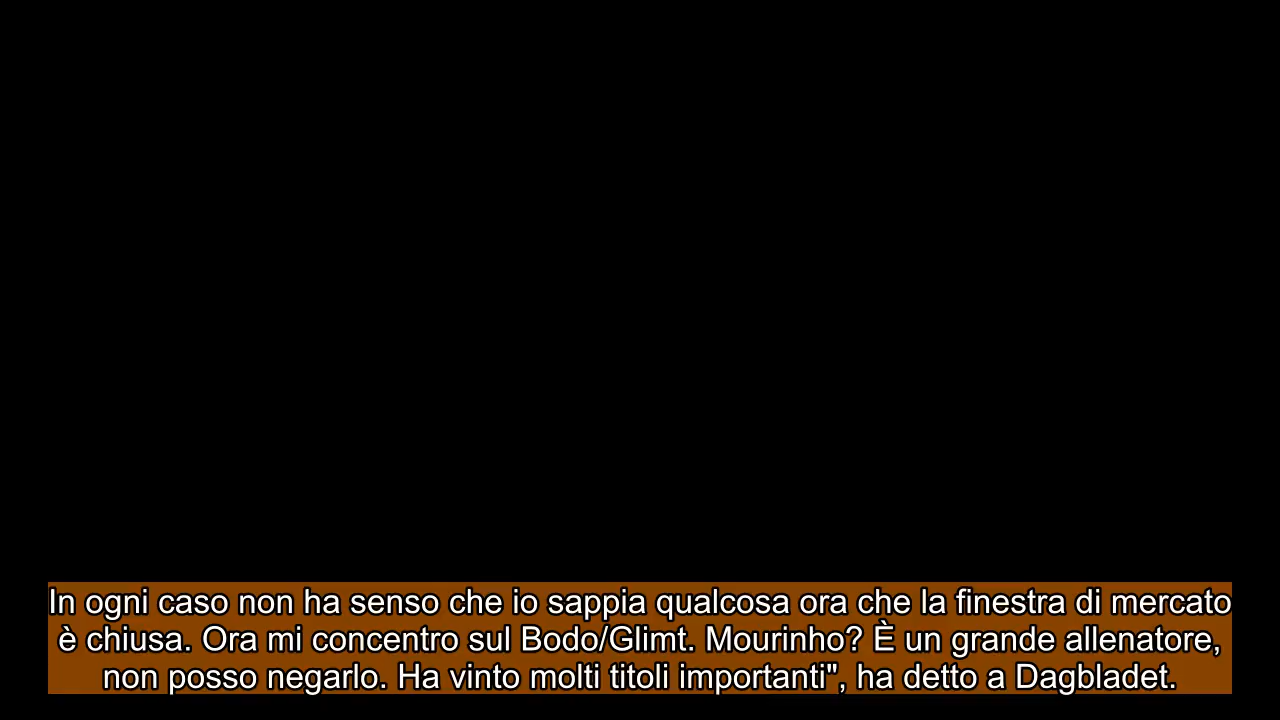 In ogni caso non ha senso che io sappia qualcosa ora che la finestra di mercato
è chiusa. Ora mi concentro sul Bodo/Glimt. Mourinho? È un grande allenatore,
non posso negarlo. Ha vinto molti titoli importanti", ha detto a Dagbladet.